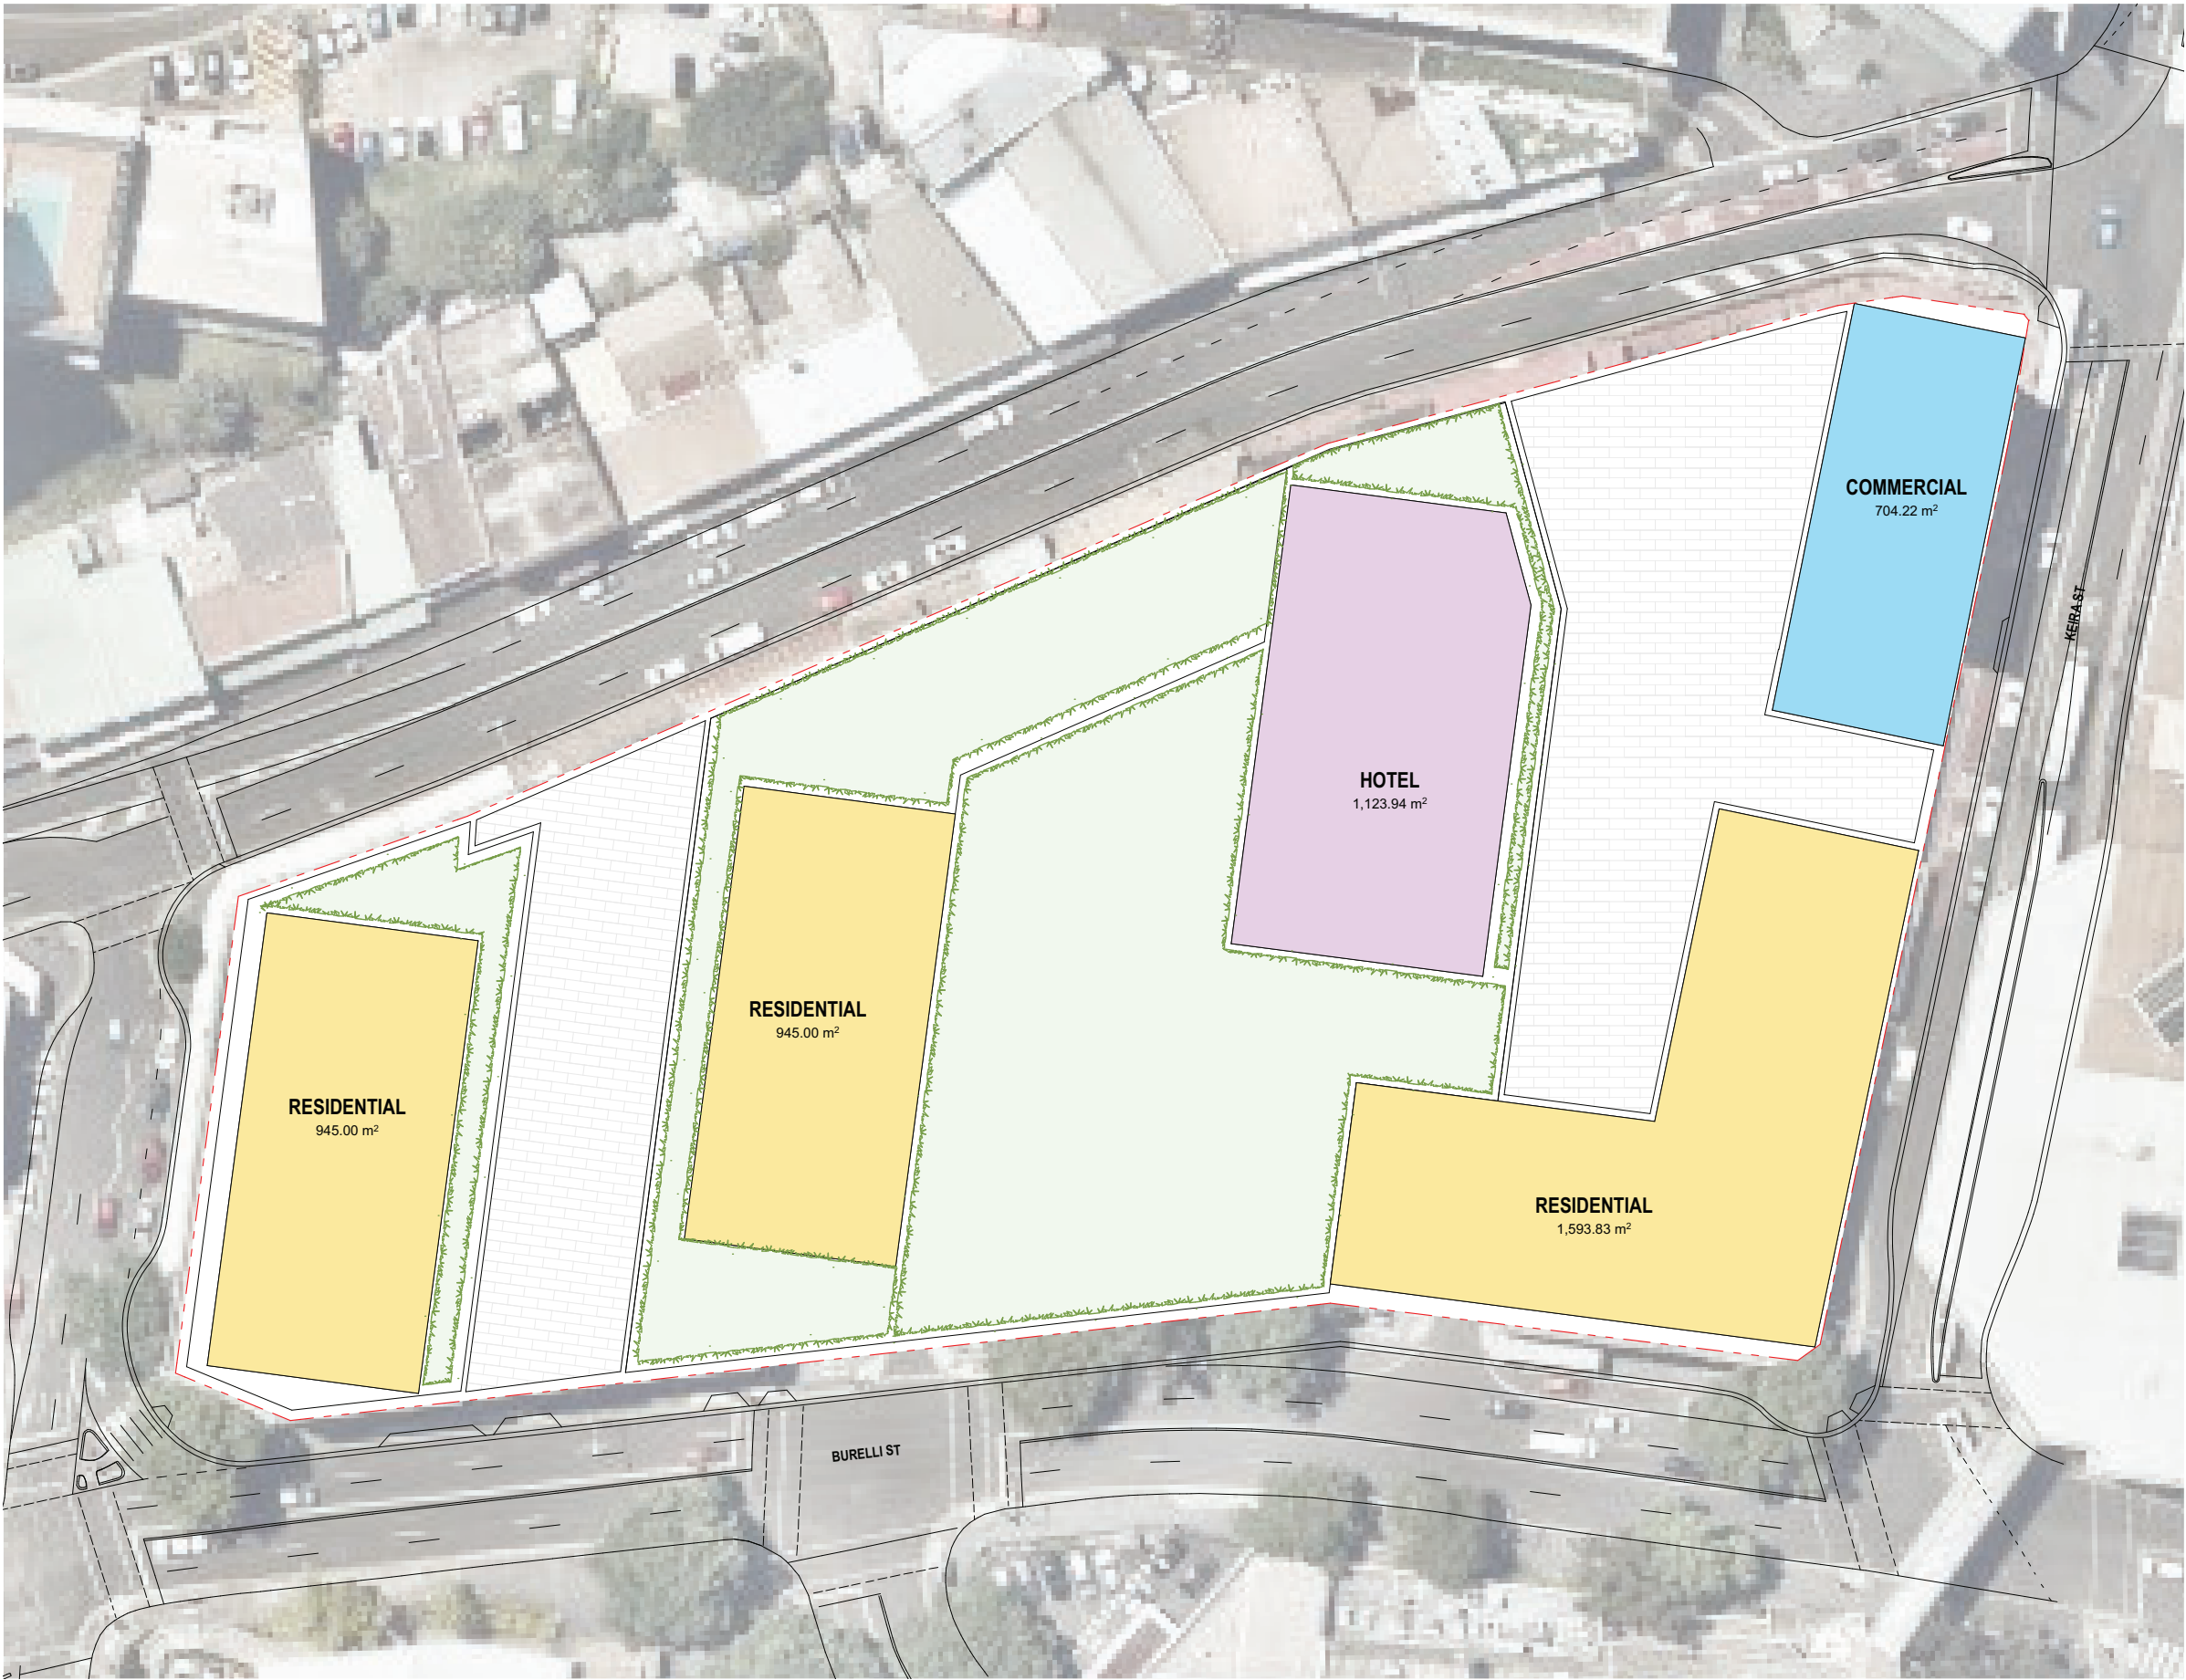 COMMERCIAL
704.22 m²
KEIRA ST
HOTEL
1,123.94 m²
RESIDENTIAL
945.00 m²
RESIDENTIAL
945.00 m²
RESIDENTIAL
1,593.83 m²
BURELLI ST